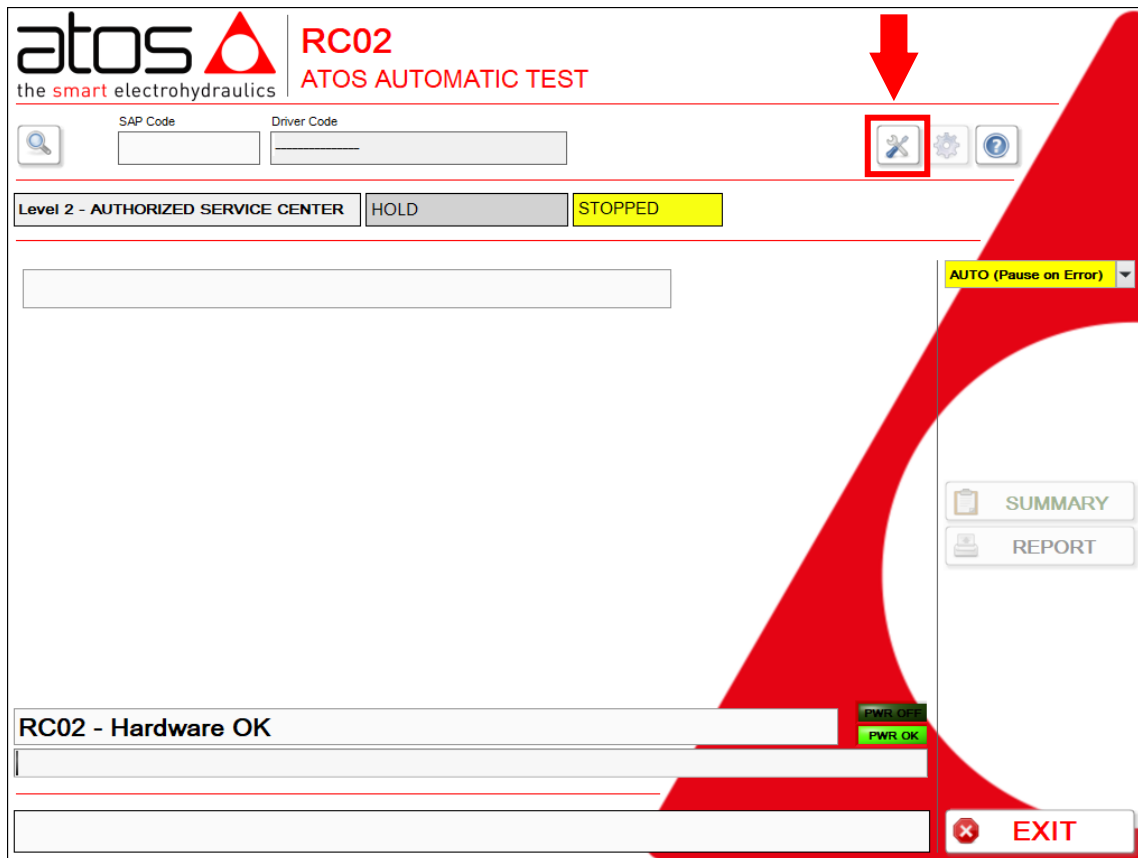 atos
the smart electrohydraulics
RC02
ATOS AUTOMATIC TEST
SAP Code
Driver Code
---------------
Level 2 - AUTHORIZED SERVICE CENTER
HOLD
STOPPED
AUTO (Pause on Error)
SUMMARY
REPORT
RC02 - Hardware OK
PWR OFF
PWR OK
EXIT